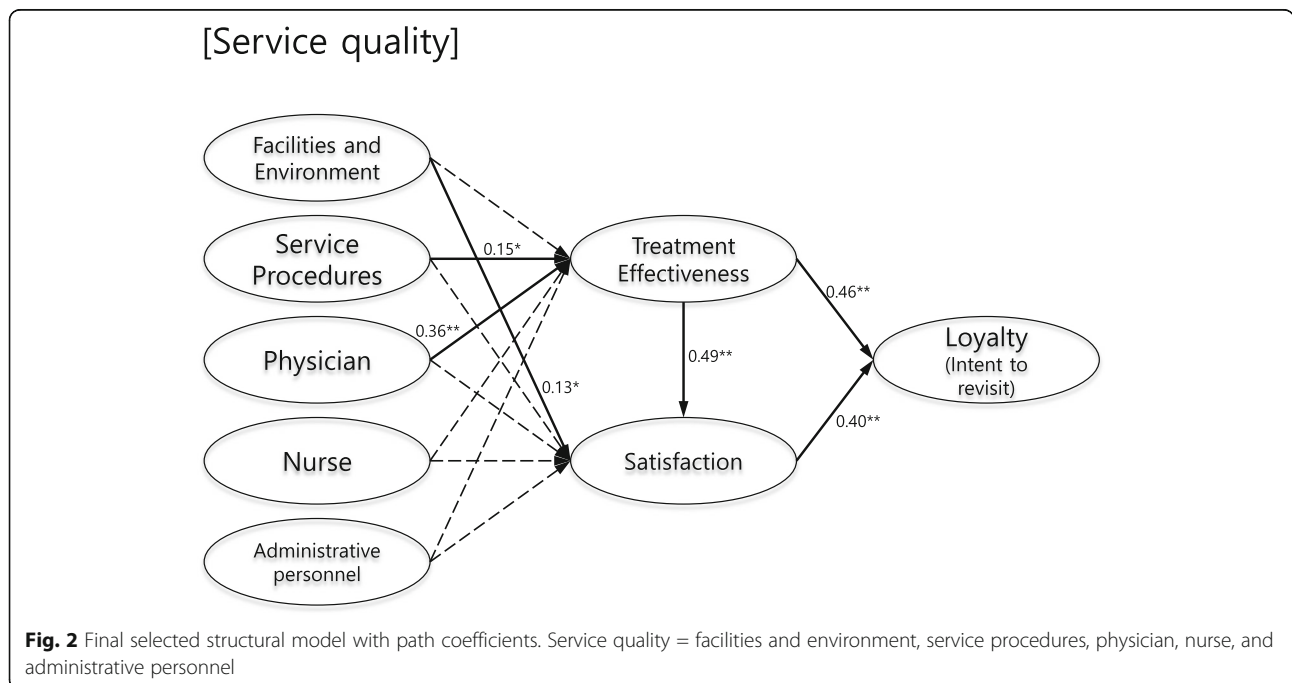 [Service quality]
Facilities and
Environment
Service
Procedures
Physician
Nurse
Administrative
personnel
0.15*
0.36**
0.13*
Treatment
Effectiveness
0.49**
Satisfaction
0.46**
0.40**
Loyalty
(Intent to
revisit)
Fig. 2 Final selected structural model with path coefficients. Service quality = facilities and environment, service procedures, physician, nurse, and
administrative personnel